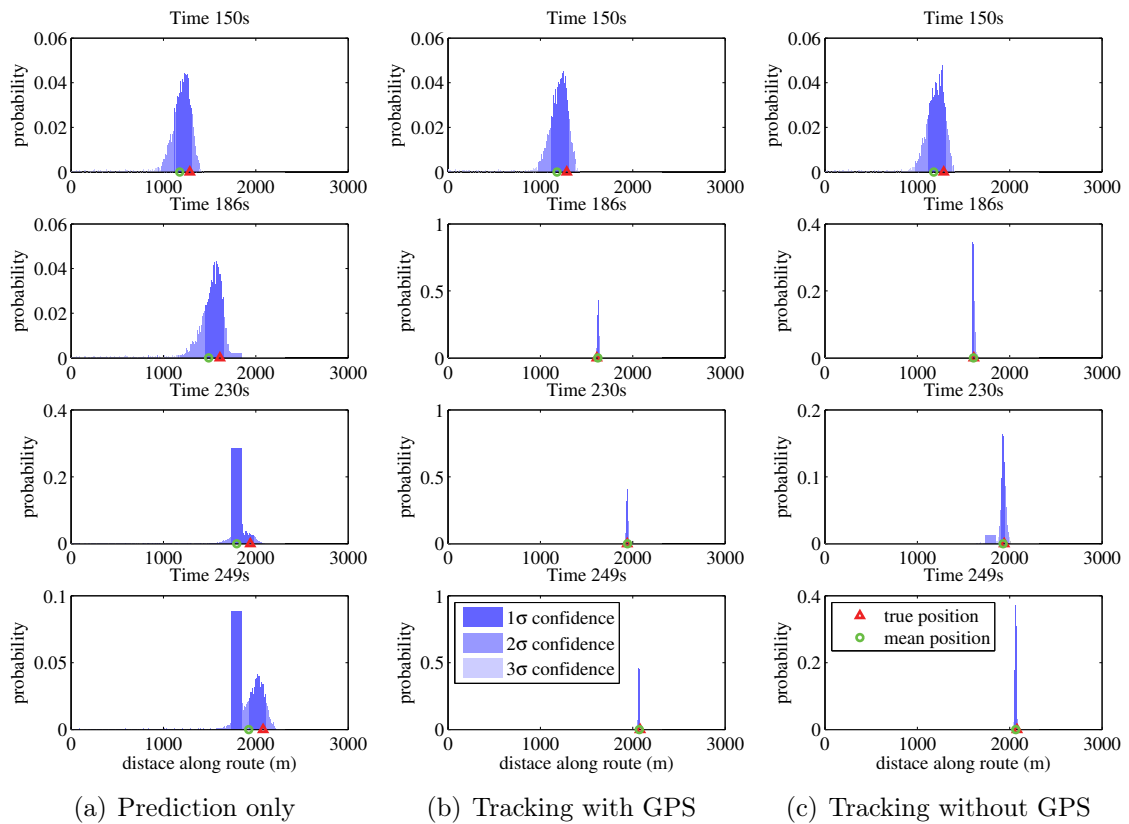 Time 150s
0.06
0.04
0.02
0
probability
0 1000 2000 3000
Time 186s
0.06
0.04
0.02
0
probability
0 1000 2000 3000
Time 230s
0.4
0.3
0.2
0.1
0
probability
0 1000 2000 3000
Time 249s
0.1
0.05
0
probability
0 1000 2000 3000
distace along route (m)
(a) Prediction only
Time 150s
0.06
0.04
0.02
0
probability
0 1000 2000 3000
Time 186s
1
0.5
0
probability
0 1000 2000 3000
Time 230s
1
0.5
0
probability
0 1000 2000 3000
Time 249s
1
0.5
0
probability
1σ confidence
2σ confidence
3σ confidence
0 1000 2000 3000
distace along route (m)
(b) Tracking with GPS
Time 150s
0.06
0.04
0.02
0
probability
0 1000 2000 3000
Time 186s
0.4
0.2
0
probability
0 1000 2000 3000
Time 230s
0.2
0.1
0
probability
0 1000 2000 3000
Time 249s
0.4
0.2
0
probability
true position
mean position
0 1000 2000 3000
distace along route (m)
(c) Tracking without GPS